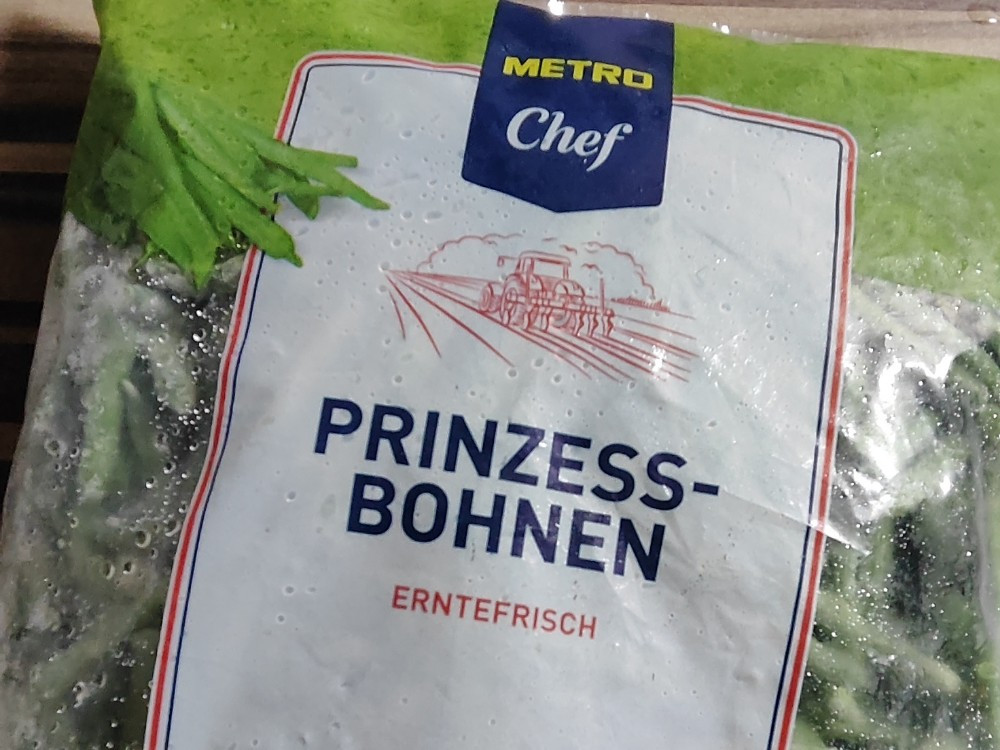 METRO
Chef
PRINZESS-
BOHNEN
ERNTEFRISCH